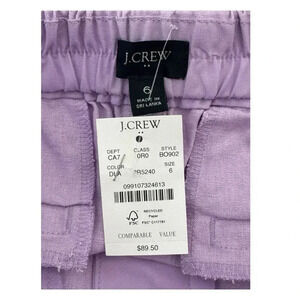 J.CREW
6
MADE IN
SRI LANKA
J.CREW
DEPT CLASS STYLE
CA7 0R0 BO902
COLOR SIZE
DUA 6
099107324613
FSC
RECYCLED
Paper
COMPARABLE VALUE
$89.50